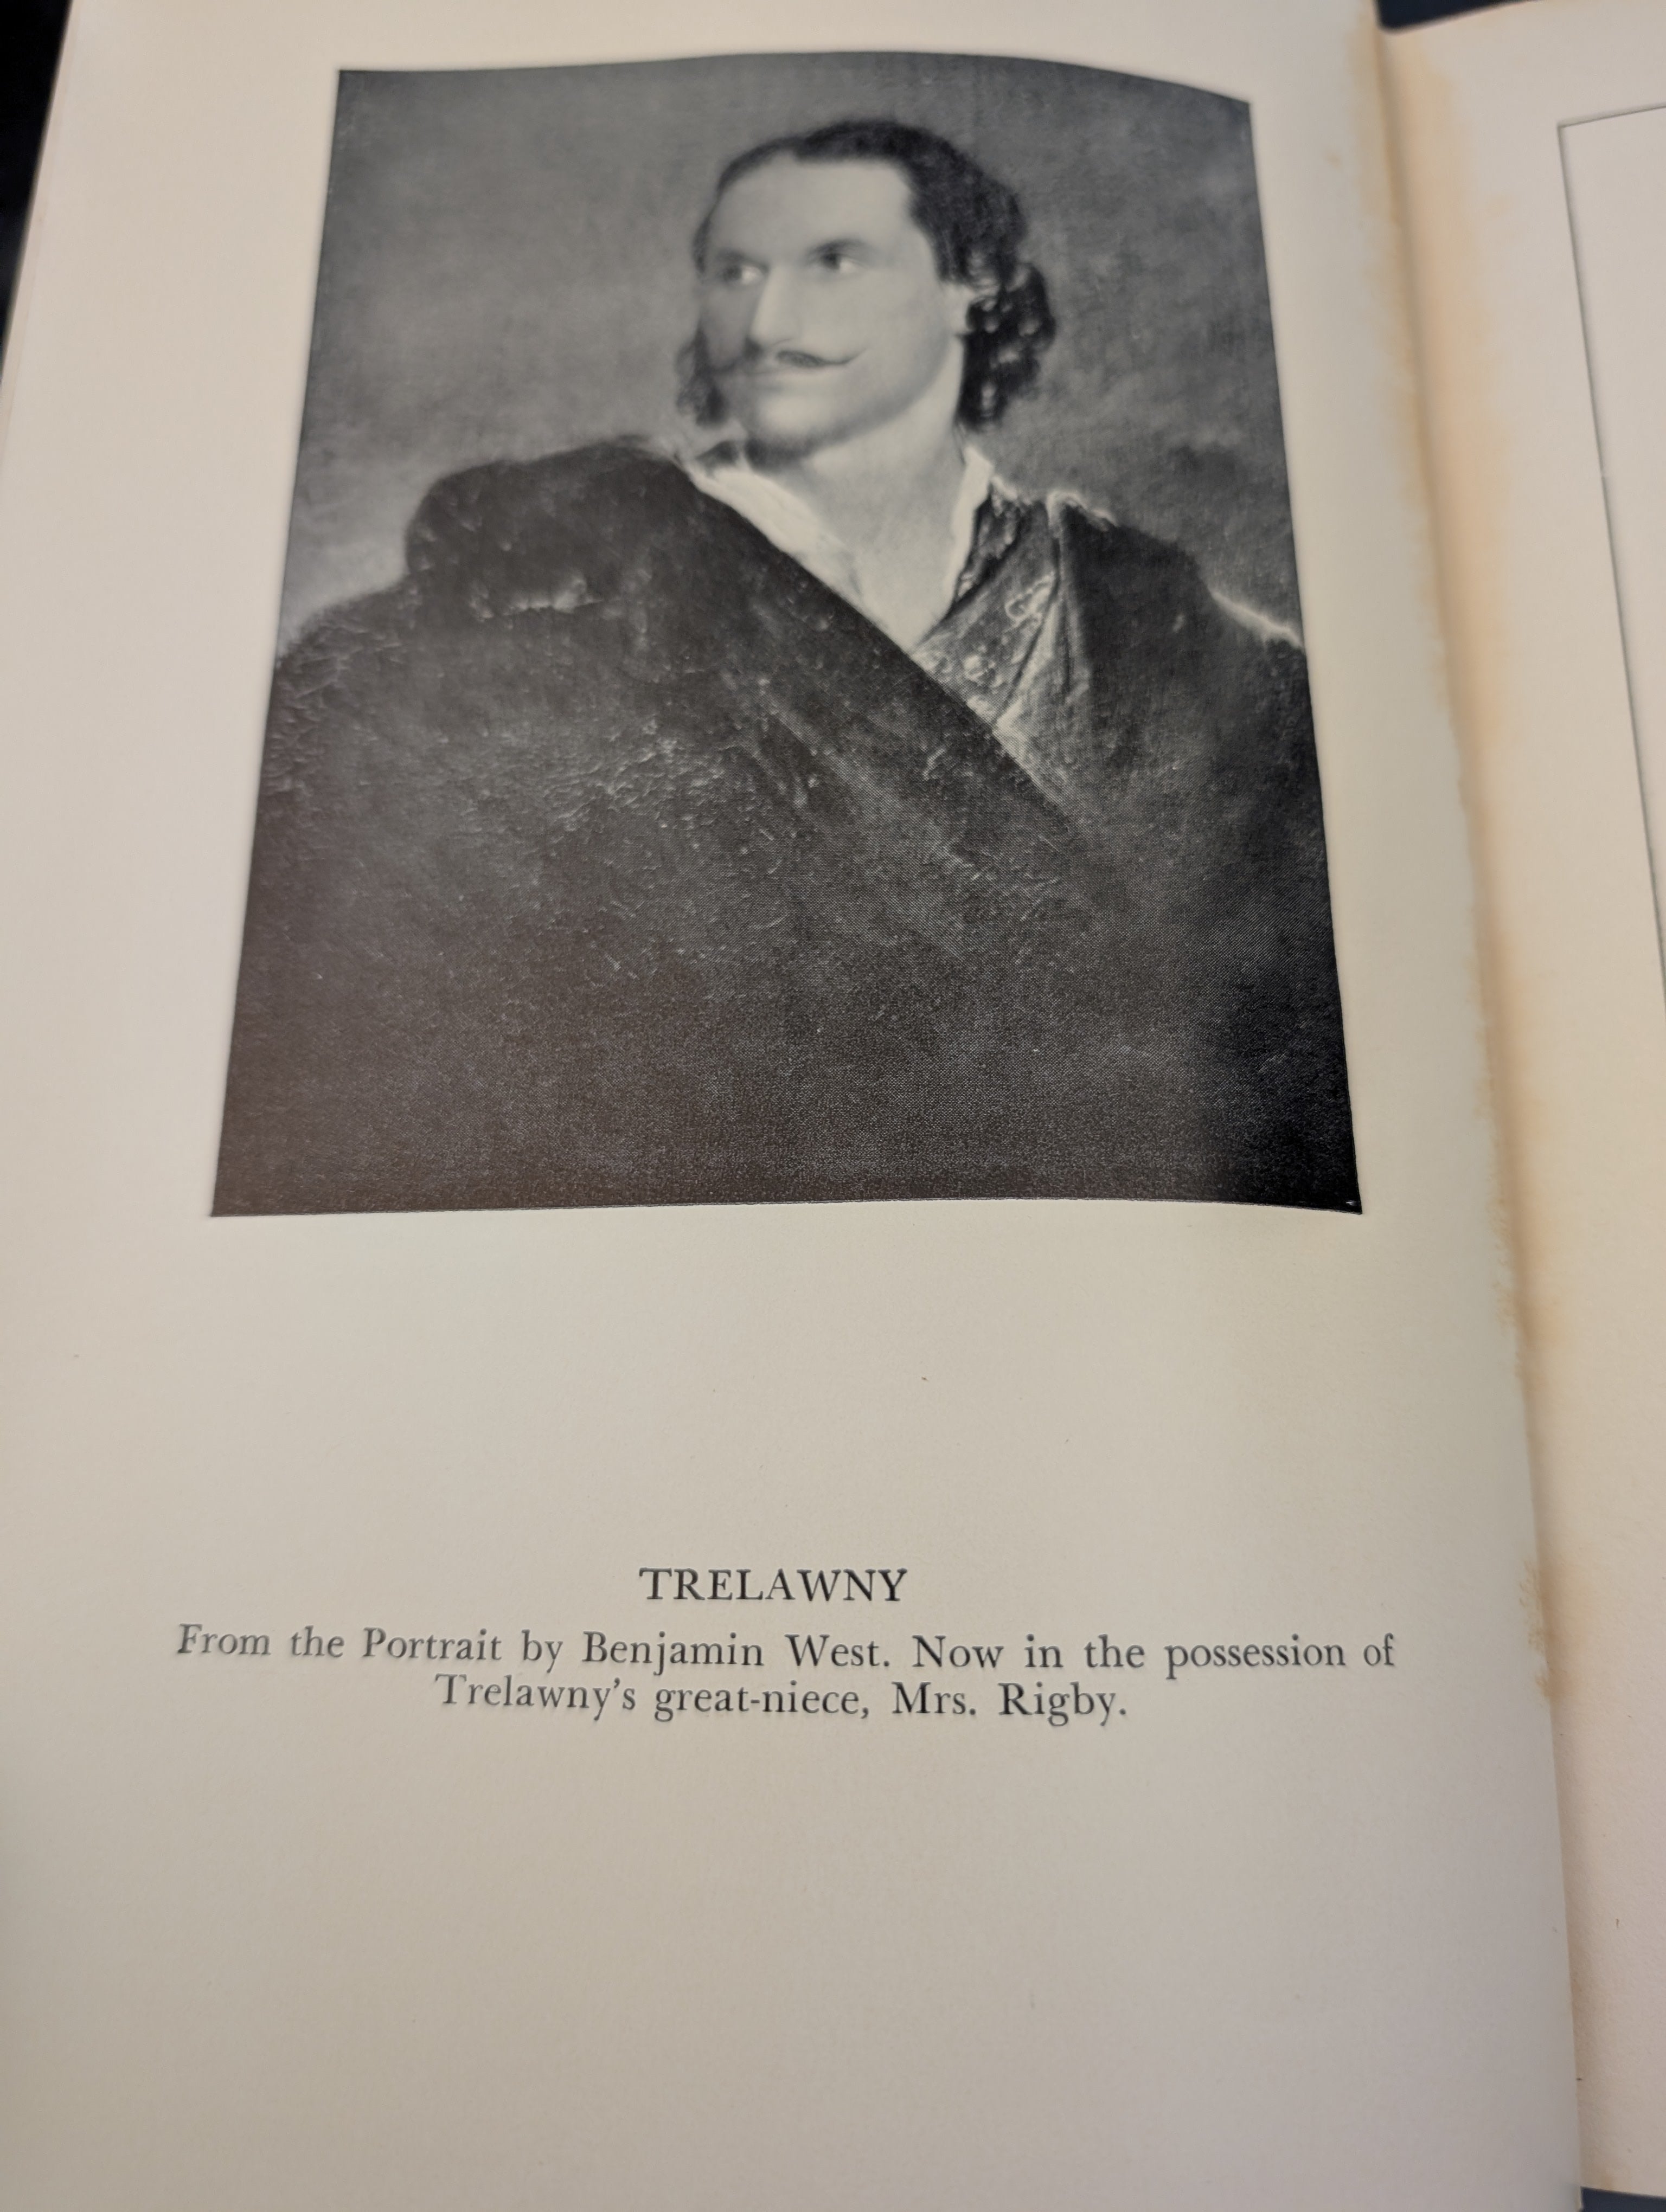 TRELAWNY
From the Portrait by Benjamin West. Now in the possession of
Trelawny's great-niece, Mrs. Rigby.